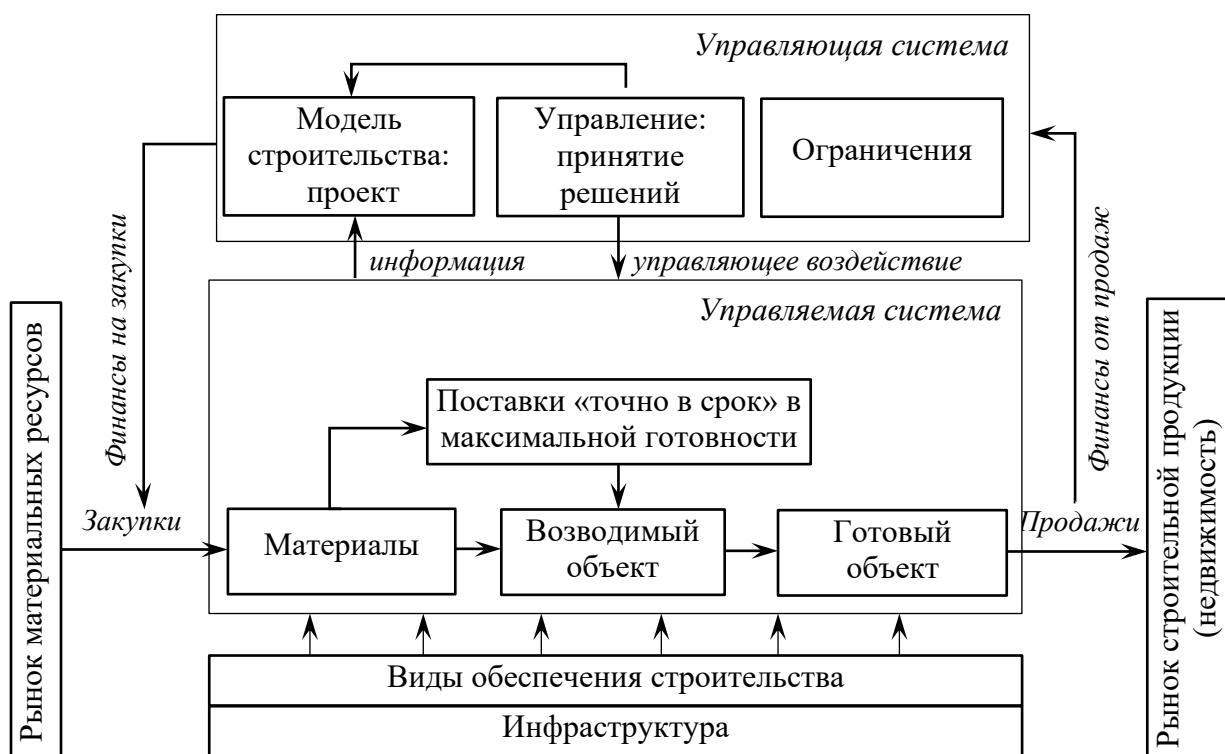 Управляющая система
Модель
строительства:
проект
Управление:
принятие
решений
Ограничения
Финансы на закупки
информация
управляющее воздействие
Финансы от продаж
Управляемая система
Рынок материальных ресурсов
Поставки «точно в срок» в
максимальной готовности
Закупки
Материалы
Возводимый
объект
Готовый
объект
Продажи
Рынок строительной продукции
(недвижимость)
Виды обеспечения строительства
Инфраструктура